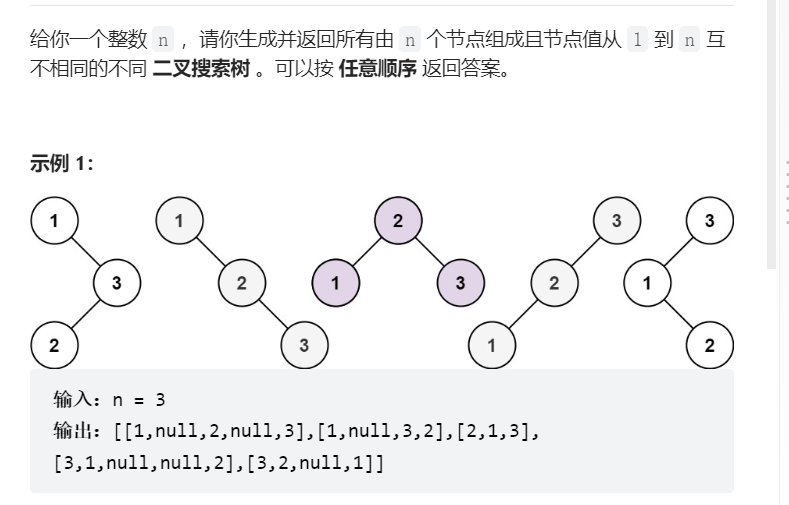 给你一个整数 n ，请你生成并返回所有由 n 个节点组成且节点值从 1 到 n 互
不相同的不同 二叉搜索树 。可以按 任意顺序 返回答案。
示例 1：
1 1 2 3 3
3 2 1 3 2 1
2 3 1 2
输入：n = 3
输出：[[1,null,2,null,3],[1,null,3,2],[2,1,3],
[3,1,null,null,2],[3,2,null,1]]